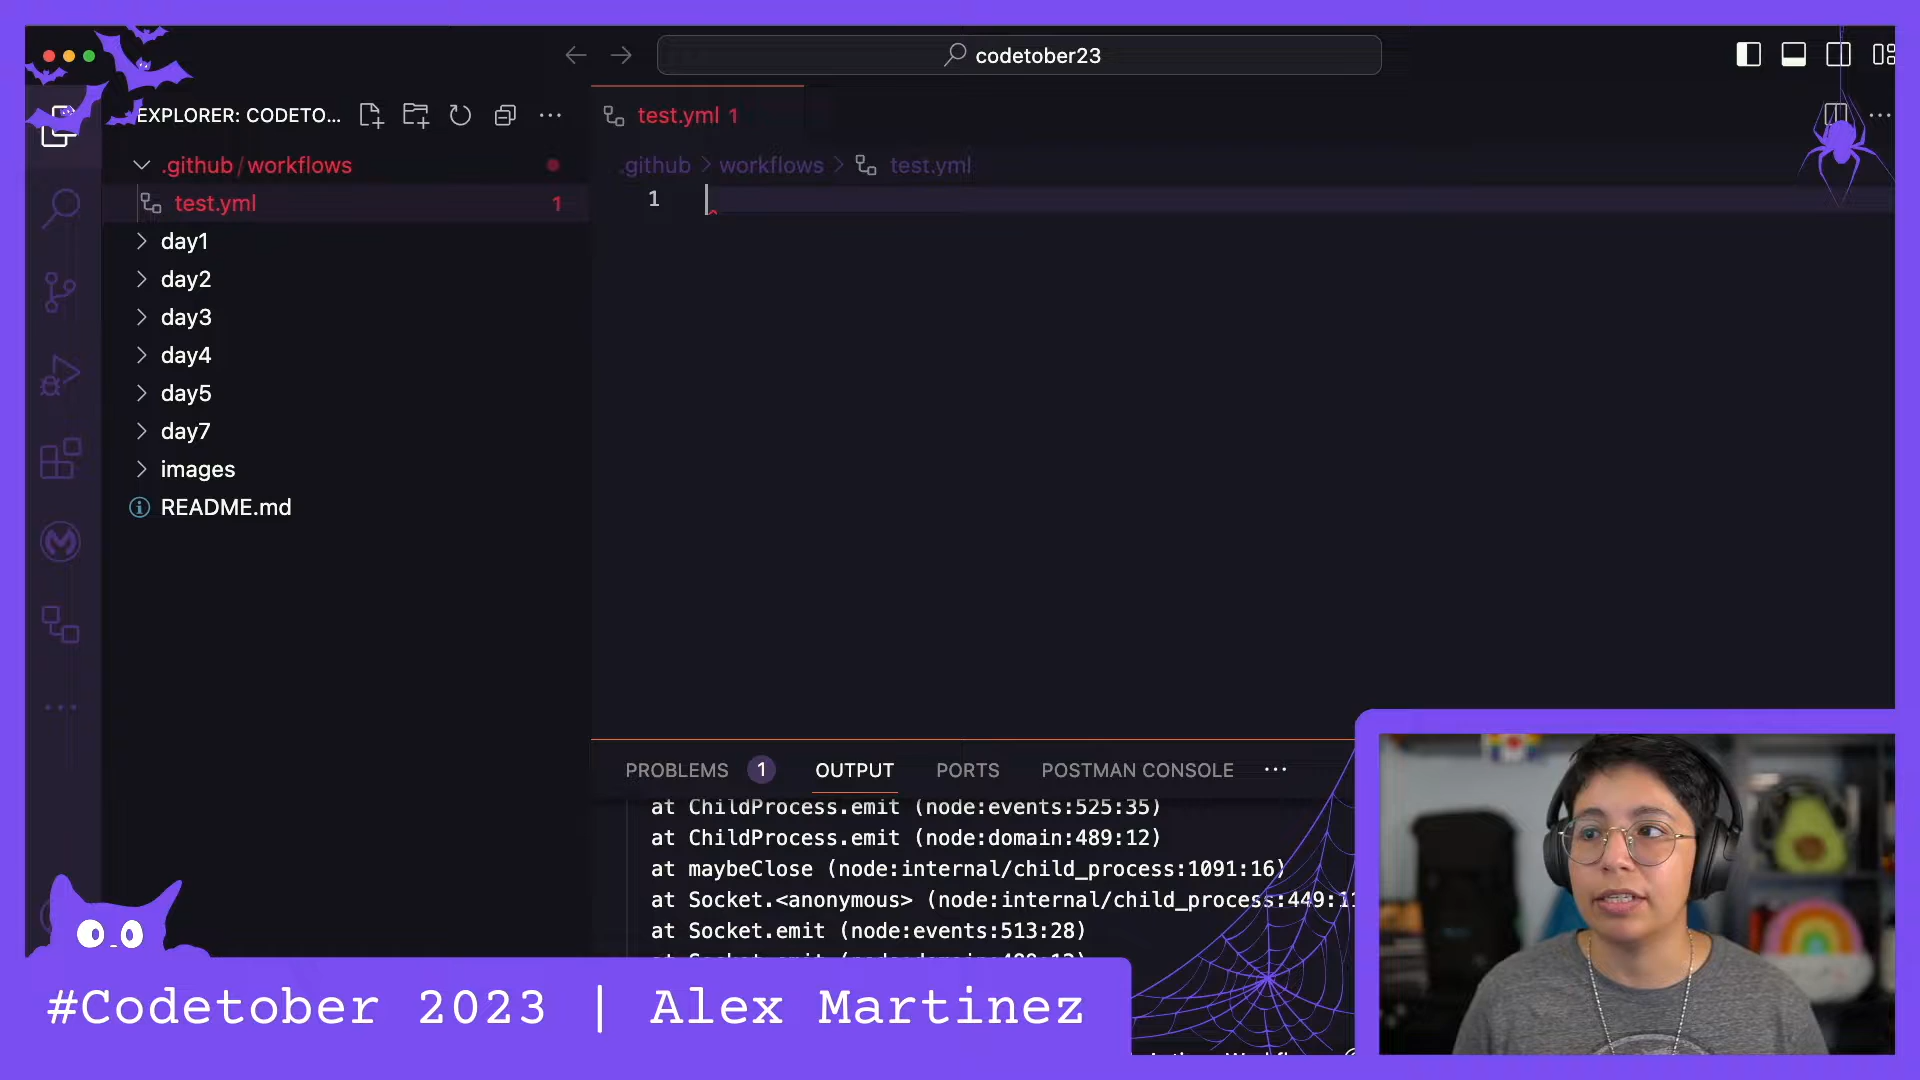 codetober23
EXPLORER: CODETO...
test.yml 1
.github/workflows
.github > workflows > test.yml
test.yml 1
1
day1
day2
day3
day4
day5
day7
images
README.md
PROBLEMS 1 OUTPUT PORTS POSTMAN CONSOLE
at ChildProcess.emit (node:events:525:35)
at ChildProcess.emit (node:domain:489:12)
at maybeClose (node:internal/child_process:1091:16)
at Socket.<anonymous> (node:internal/child_process:449:11
at Socket.emit (node:events:513:28)
#Codetober 2023 | Alex Martinez